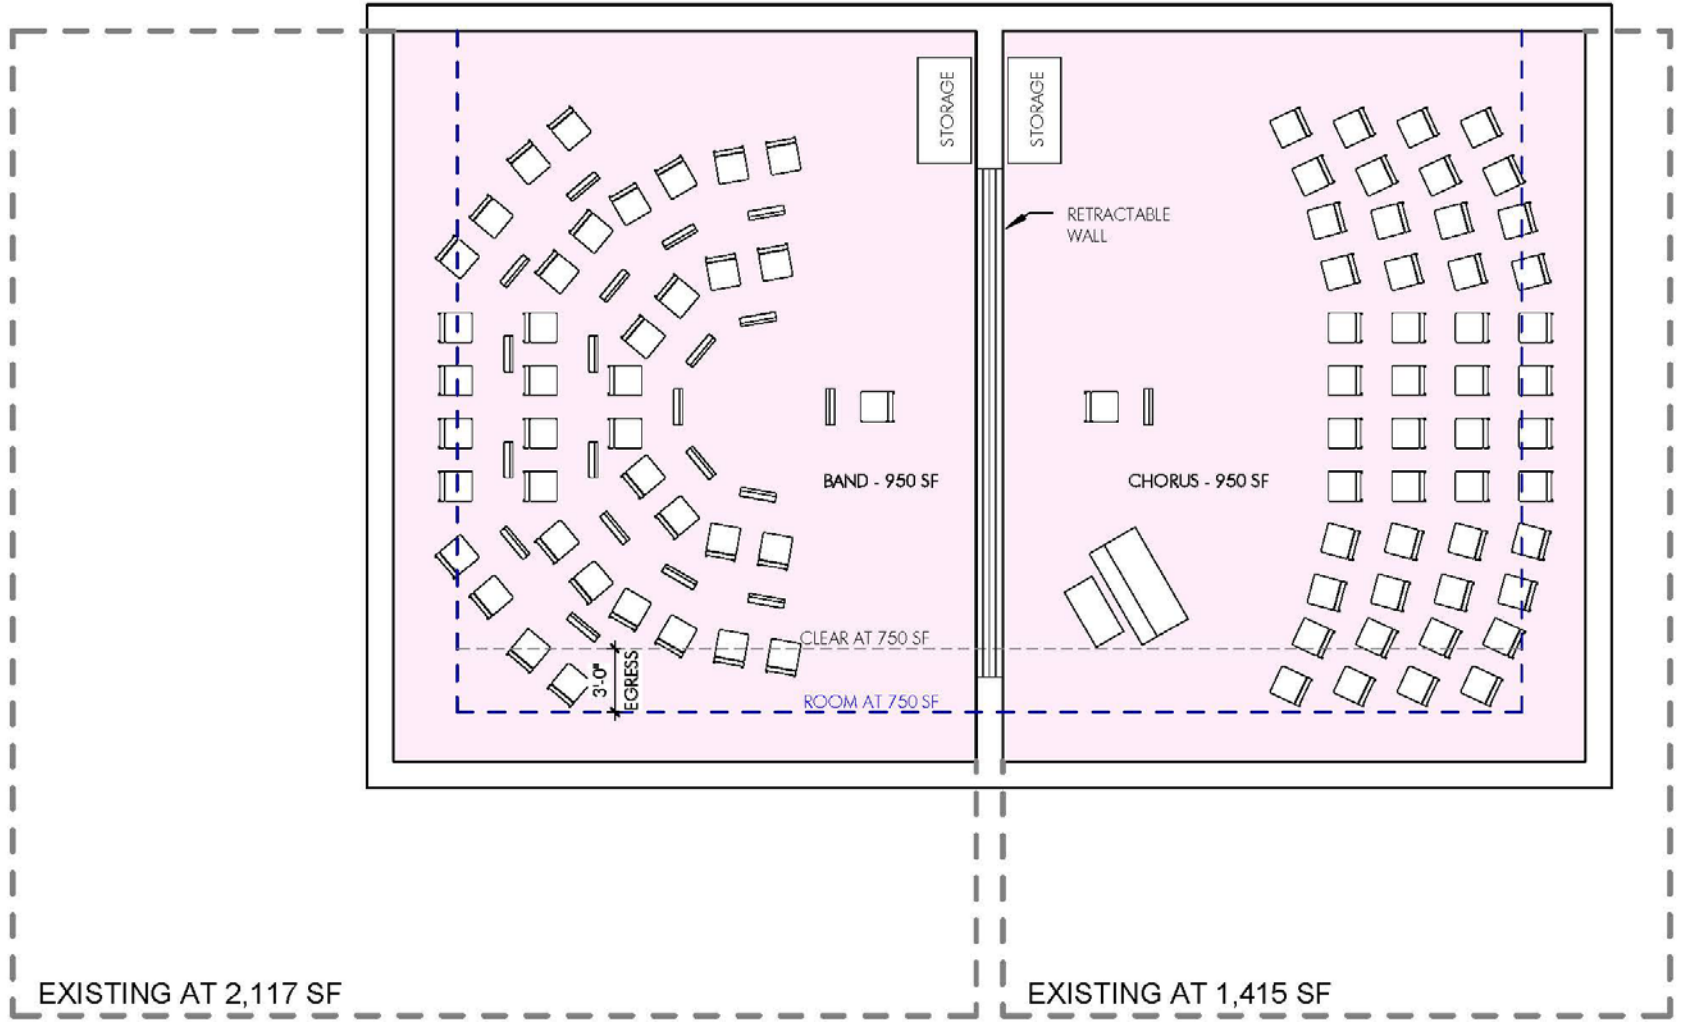 STORAGE
STORAGE
RETRACTABLE
WALL
BAND - 950 SF
CHORUS - 950 SF
CLEAR AT 750 SF
3'-0"
EGRESS
ROOM AT 750 SF
EXISTING AT 2,117 SF
EXISTING AT 1,415 SF